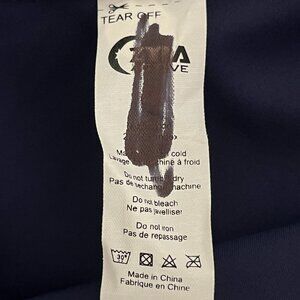 TEAR OFF
cold
Lavage à froid
Do not tumble dry
Pas de sechange machine
Do not bleach
Ne pas javelliser
Do not iron
Pas de repassage
30°
Made in China
Fabrique en Chine